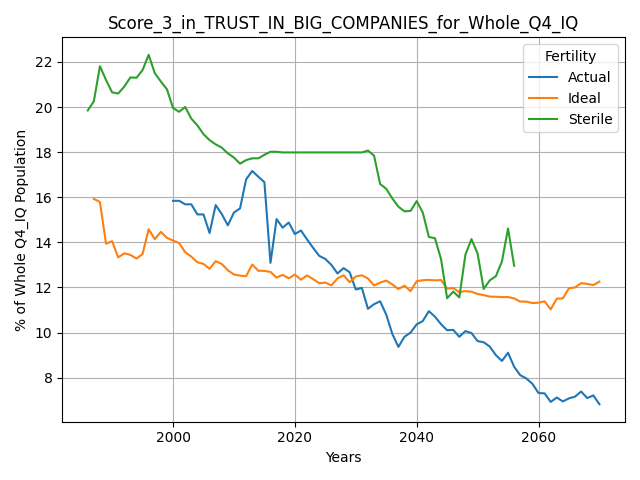 Score_3_in_TRUST_IN_BIG_COMPANIES_for_Whole_Q4_IQ
% of Whole Q4_IQ Population
22
20
18
16
14
12
10
8
Fertility
Actual
Ideal
Sterile
2000
2020
2040
2060
Years